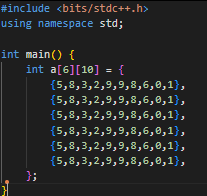 #include <bits/stdc++.h>
using namespace std;
int main() {
    int a[6][10] = {
        {5,8,3,2,9,9,8,6,0,1},
        {5,8,3,2,9,9,8,6,0,1},
        {5,8,3,2,9,9,8,6,0,1},
        {5,8,3,2,9,9,8,6,0,1},
        {5,8,3,2,9,9,8,6,0,1},
        {5,8,3,2,9,9,8,6,0,1},
    };
}